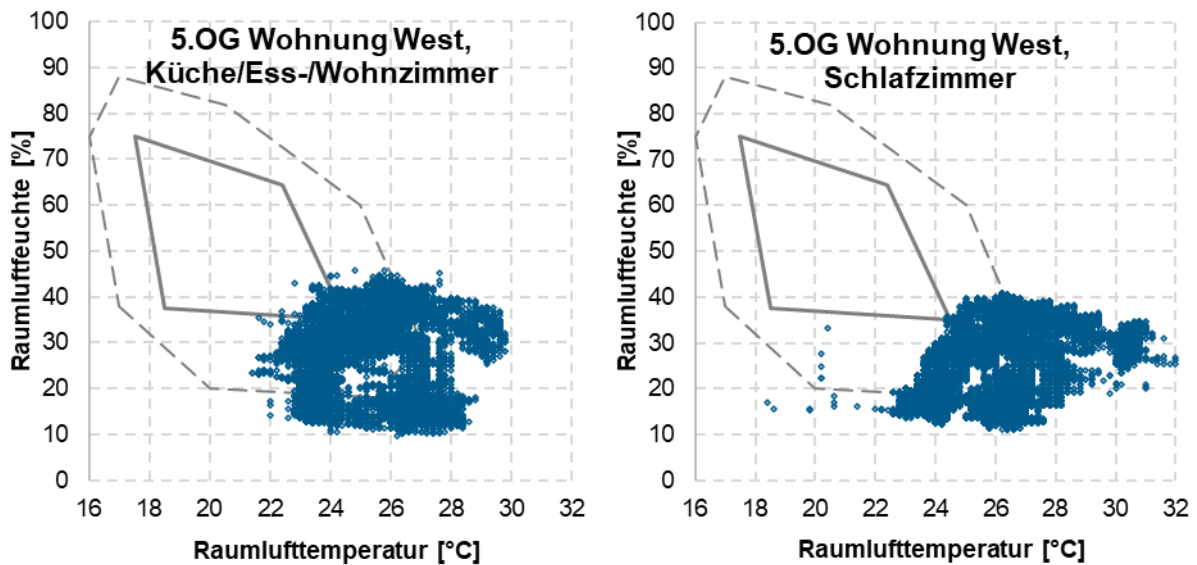 5.OG Wohnung West,
Küche/Ess-/Wohnzimmer
Raumluftfeuchte [%]
100
90
80
70
60
50
40
30
20
10
0
16 18 20 22 24 26 28 30 32
Raumlufttemperatur [°C]
5.OG Wohnung West,
Schlafzimmer
Raumluftfeuchte [%]
100
90
80
70
60
50
40
30
20
10
0
16 18 20 22 24 26 28 30 32
Raumlufttemperatur [°C]